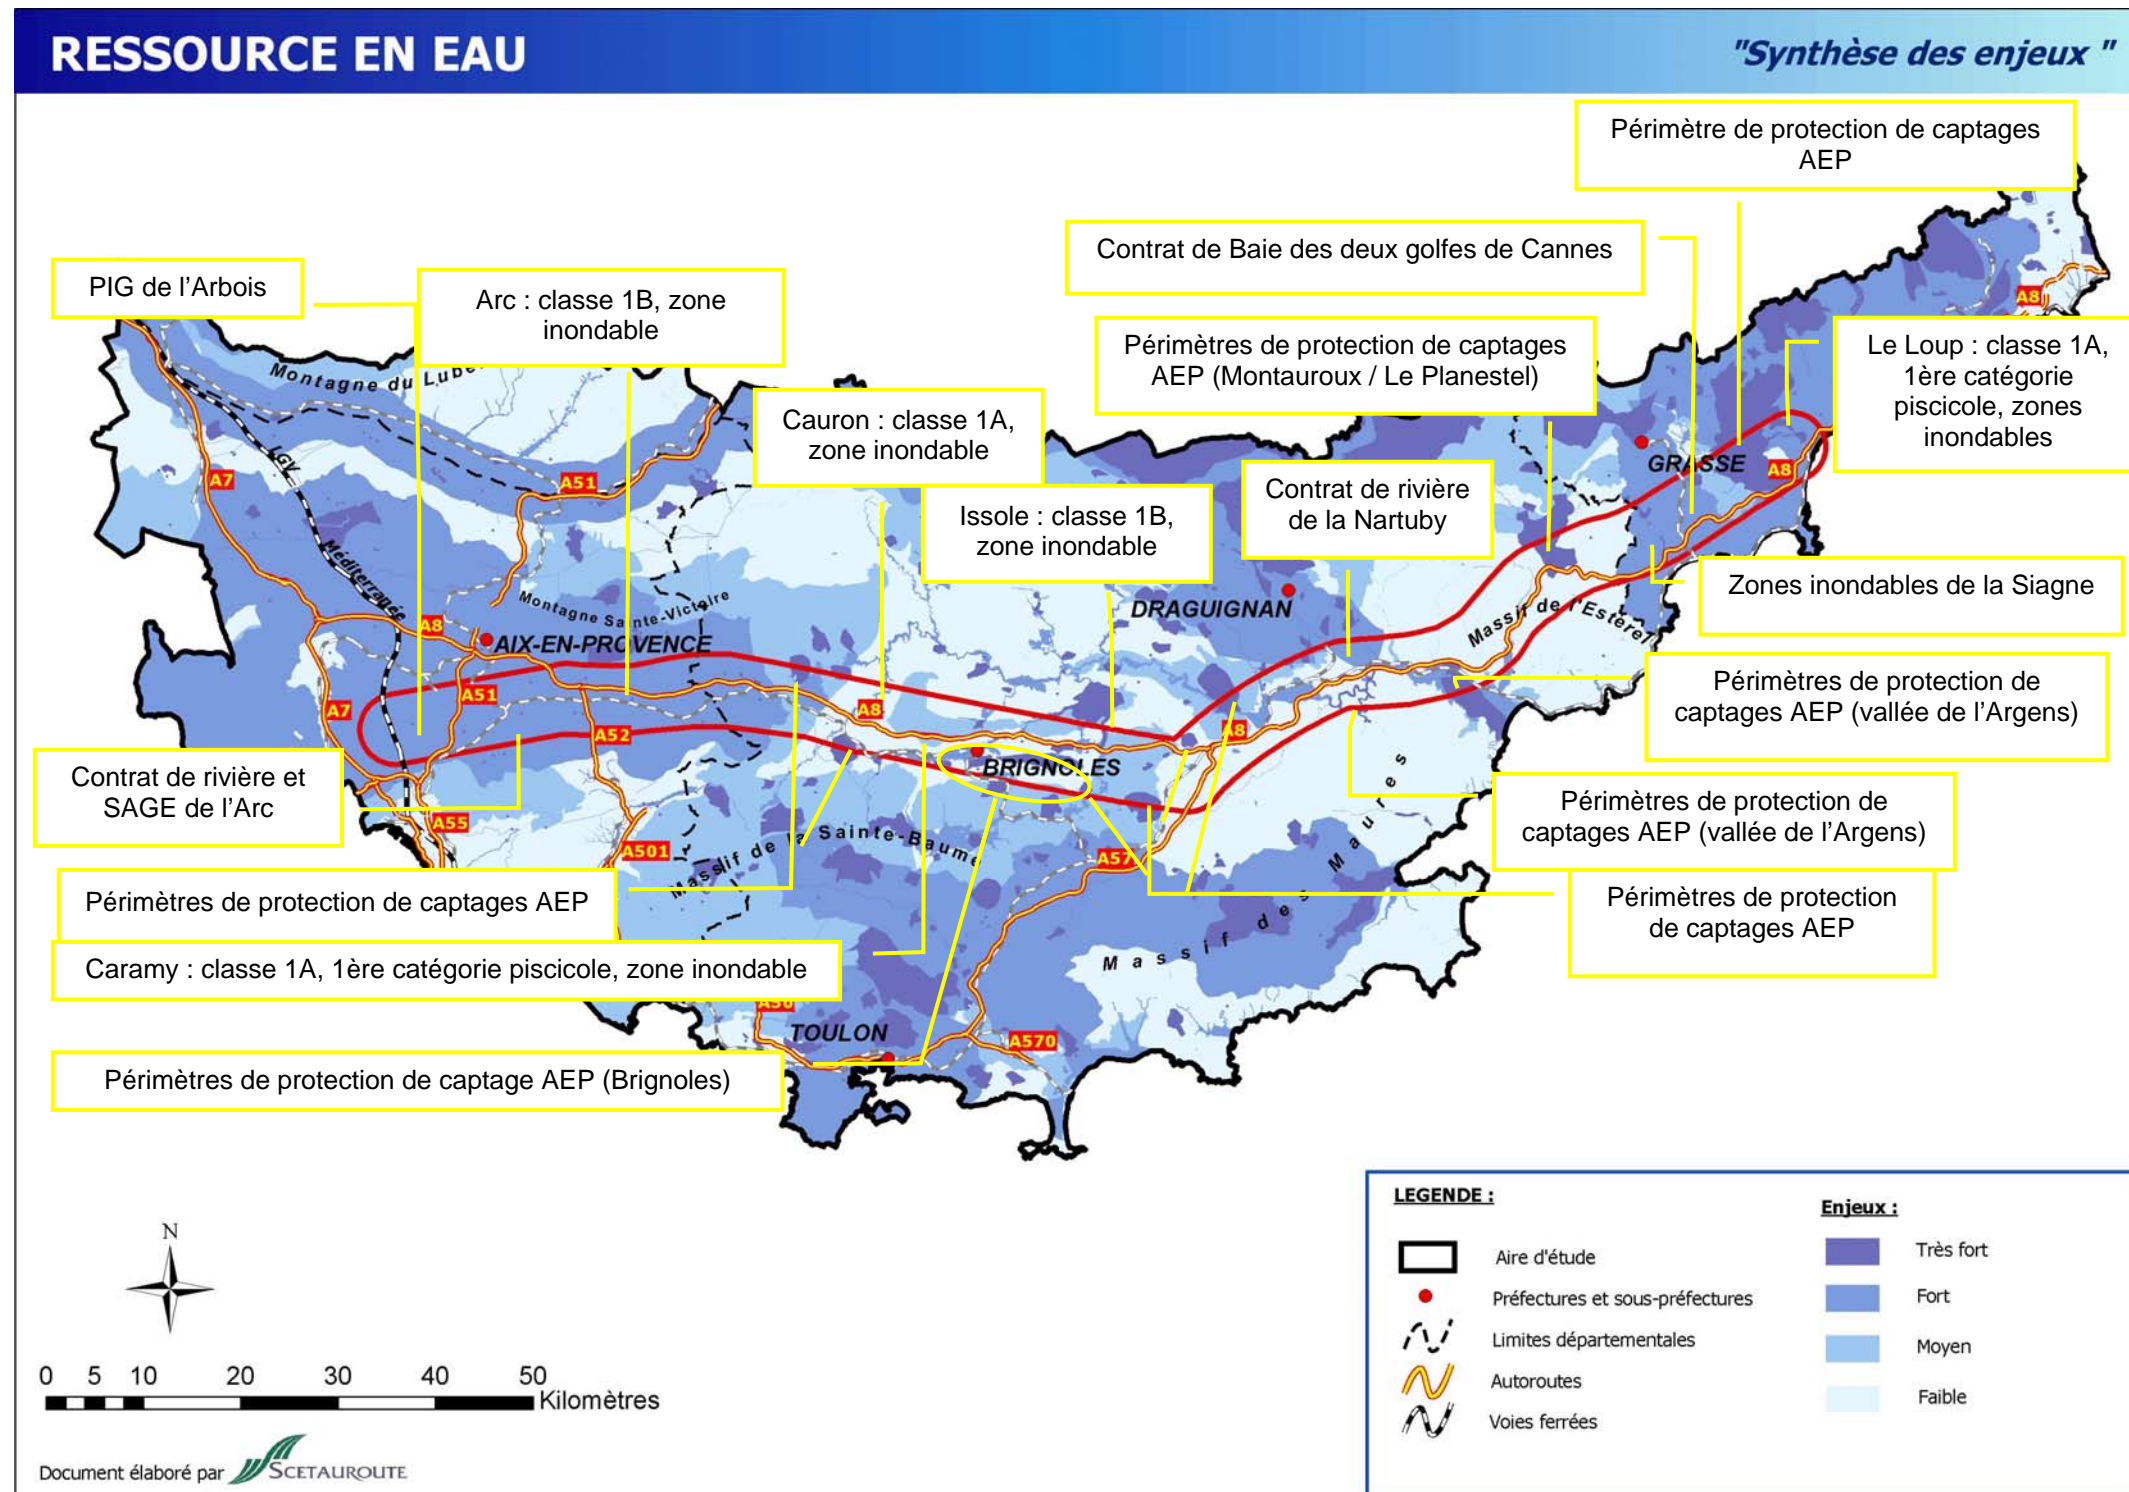 RESSOURCE EN EAU
"Synthèse des enjeux "
Périmètre de protection de captages
AEP
Contrat de Baie des deux golfes de Cannes
PIG de l'Arbois
Arc : classe 1B, zone
inondable
Périmètres de protection de captages
AEP (Montauroux / Le Planestel)
Le Loup : classe 1A,
1ère catégorie
piscicole, zones
inondables
A8
Montagne du Lube
Cauron : classe 1A,
zone inondable
GRASSE
A8
A7
LGV
A51
Issole : classe 1B,
zone inondable
Contrat de rivière
de la Nartuby
Méditerranée
Zones inondables de la Siagne
Montagne Sainte-Victoire
DRAGUIGNAN
Massif de l'Estérel
A8
AIX-EN-PROVENCE
A51
A7
A8
A52
A8
Périmètres de protection de
captages AEP (vallée de l'Argens)
BRIGNOLES
Contrat de rivière et
SAGE de l'Arc
A55
A501
Massif de la Sainte-Baume
A57
Massif des Maures
Périmètres de protection de
captages AEP (vallée de l'Argens)
Périmètres de protection de captages AEP
Périmètres de protection
de captages AEP
Caramy : classe 1A, 1ère catégorie piscicole, zone inondable
A50
TOULON
A570
Périmètres de protection de captage AEP (Brignoles)
N
0 5 10 20 30 40 50
Kilomètres
Document élaboré par SCETAUROUTE
LEGENDE :
Aire d'étude
Préfectures et sous-préfectures
Limites départementales
Autoroutes
Voies ferrées
Enjeux :
Très fort
Fort
Moyen
Faible